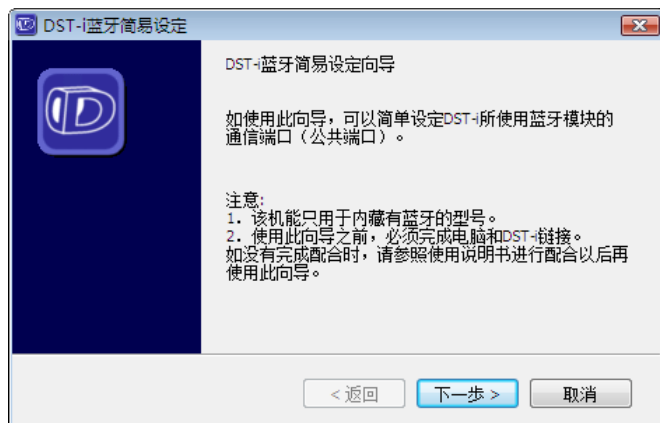 DST-i蓝牙简易设定
DST-i蓝牙简易设定向导
如使用此向导，可以简单设定DST-i所使用蓝牙模块的
通信端口（公共端口）。
注意:
1. 该机能只用于内藏有蓝牙的型号。
2. 使用此向导之前，必须完成电脑和DST-i链接。
如没有完成配合时，请参照使用说明书进行配合以后再
使用此向导。
< 返回
下一步 >
取消